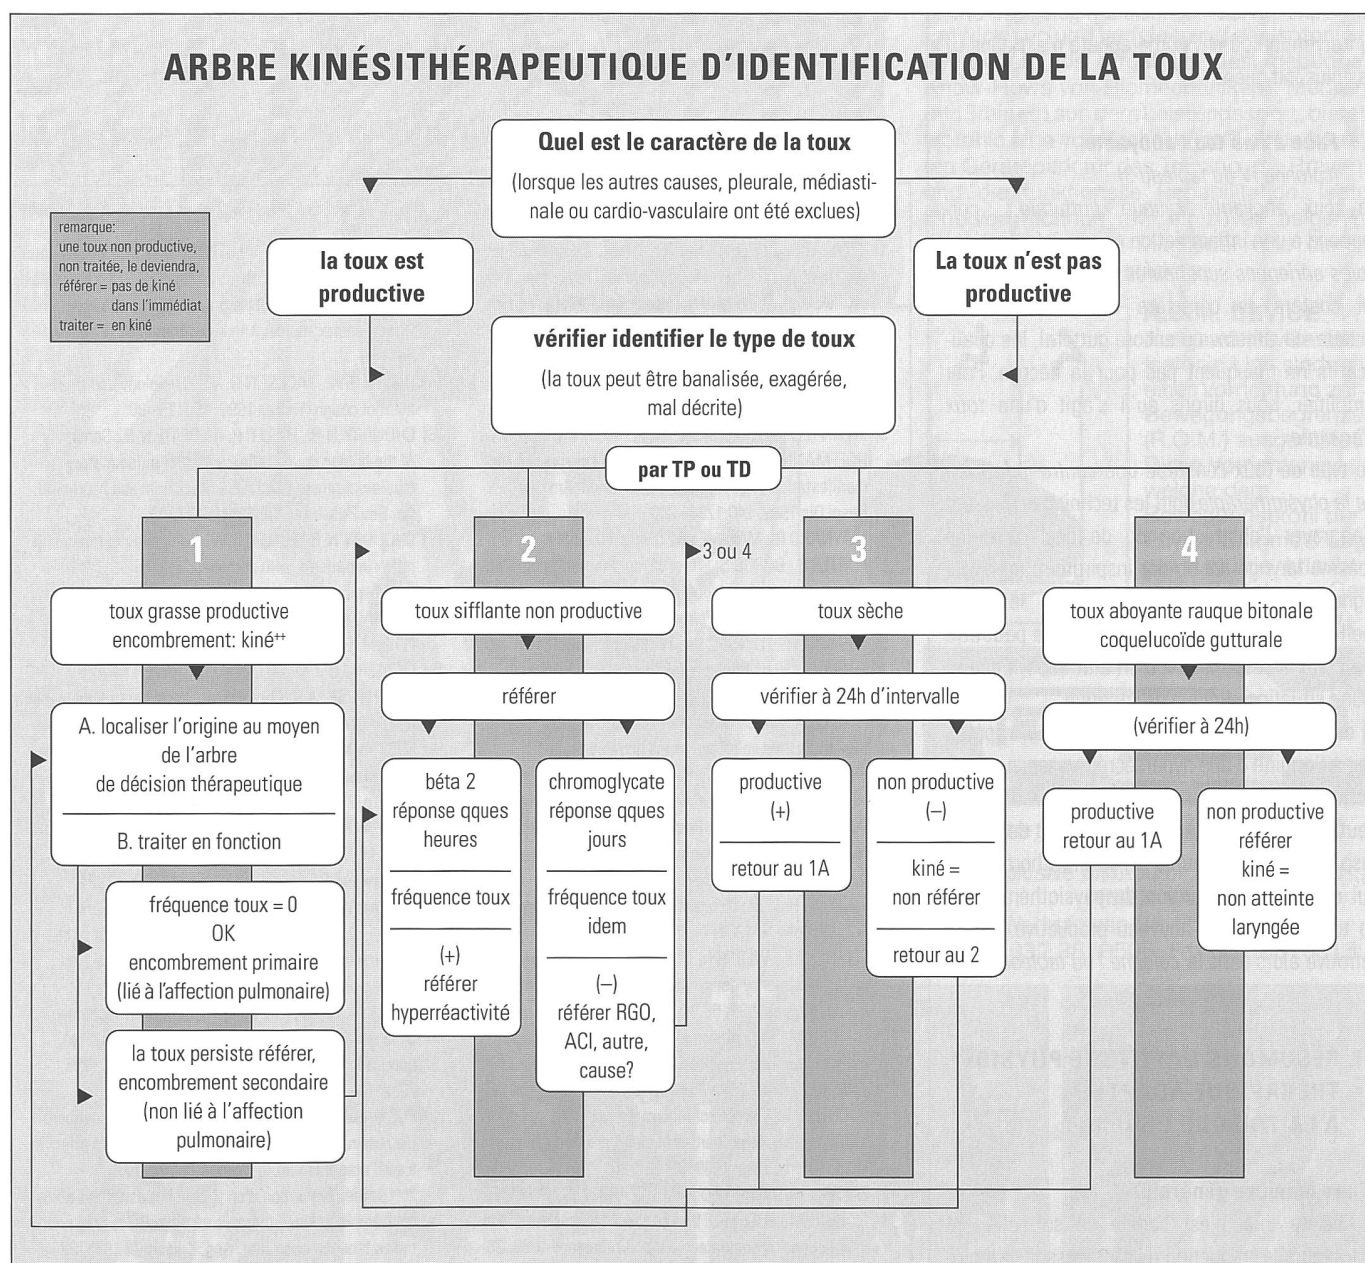 ARBRE KINÉSITHÉRAPEUTIQUE D'IDENTIFICATION DE LA TOUX
Quel est le caractère de la toux
(lorsque les autres causes, pleurale, médiasti-
nale ou cardio-vasculaire ont été exclues)
remarque:
une toux non productive,
non traitée, le deviendra,
référer = pas de kiné
dans l'immédiat
traiter = en kiné
la toux est
productive
La toux n'est pas
productive
vérifier identifier le type de toux
(la toux peut être banalisée, exagérée,
mal décrite)
par TP ou TD
1
toux grasse productive
encombrement: kiné++
A. localiser l'origine au moyen
de l'arbre
de décision thérapeutique
B. traiter en fonction
fréquence toux = 0
OK
encombrement primaire
(lié à l'affection pulmonaire)
la toux persiste référer,
encombrement secondaire
(non lié à l'affection
pulmonaire)
2
toux sifflante non productive
référer
béta 2
réponse qques
heures
fréquence toux
(+)
référer
hyperréactivité
chromoglycate
réponse qques
jours
fréquence toux
idem
(–)
référer RGO,
ACI, autre,
cause?
3 ou 4
3
toux sèche
vérifier à 24h d'intervalle
productive
(+)
retour au 1A
non productive
(–)
kiné =
non référer
retour au 2
4
toux aboyante rauque bitonale
coquelucoïde gutturale
(vérifier à 24h)
productive
retour au 1A
non productive
référer
kiné =
non atteinte
laryngée